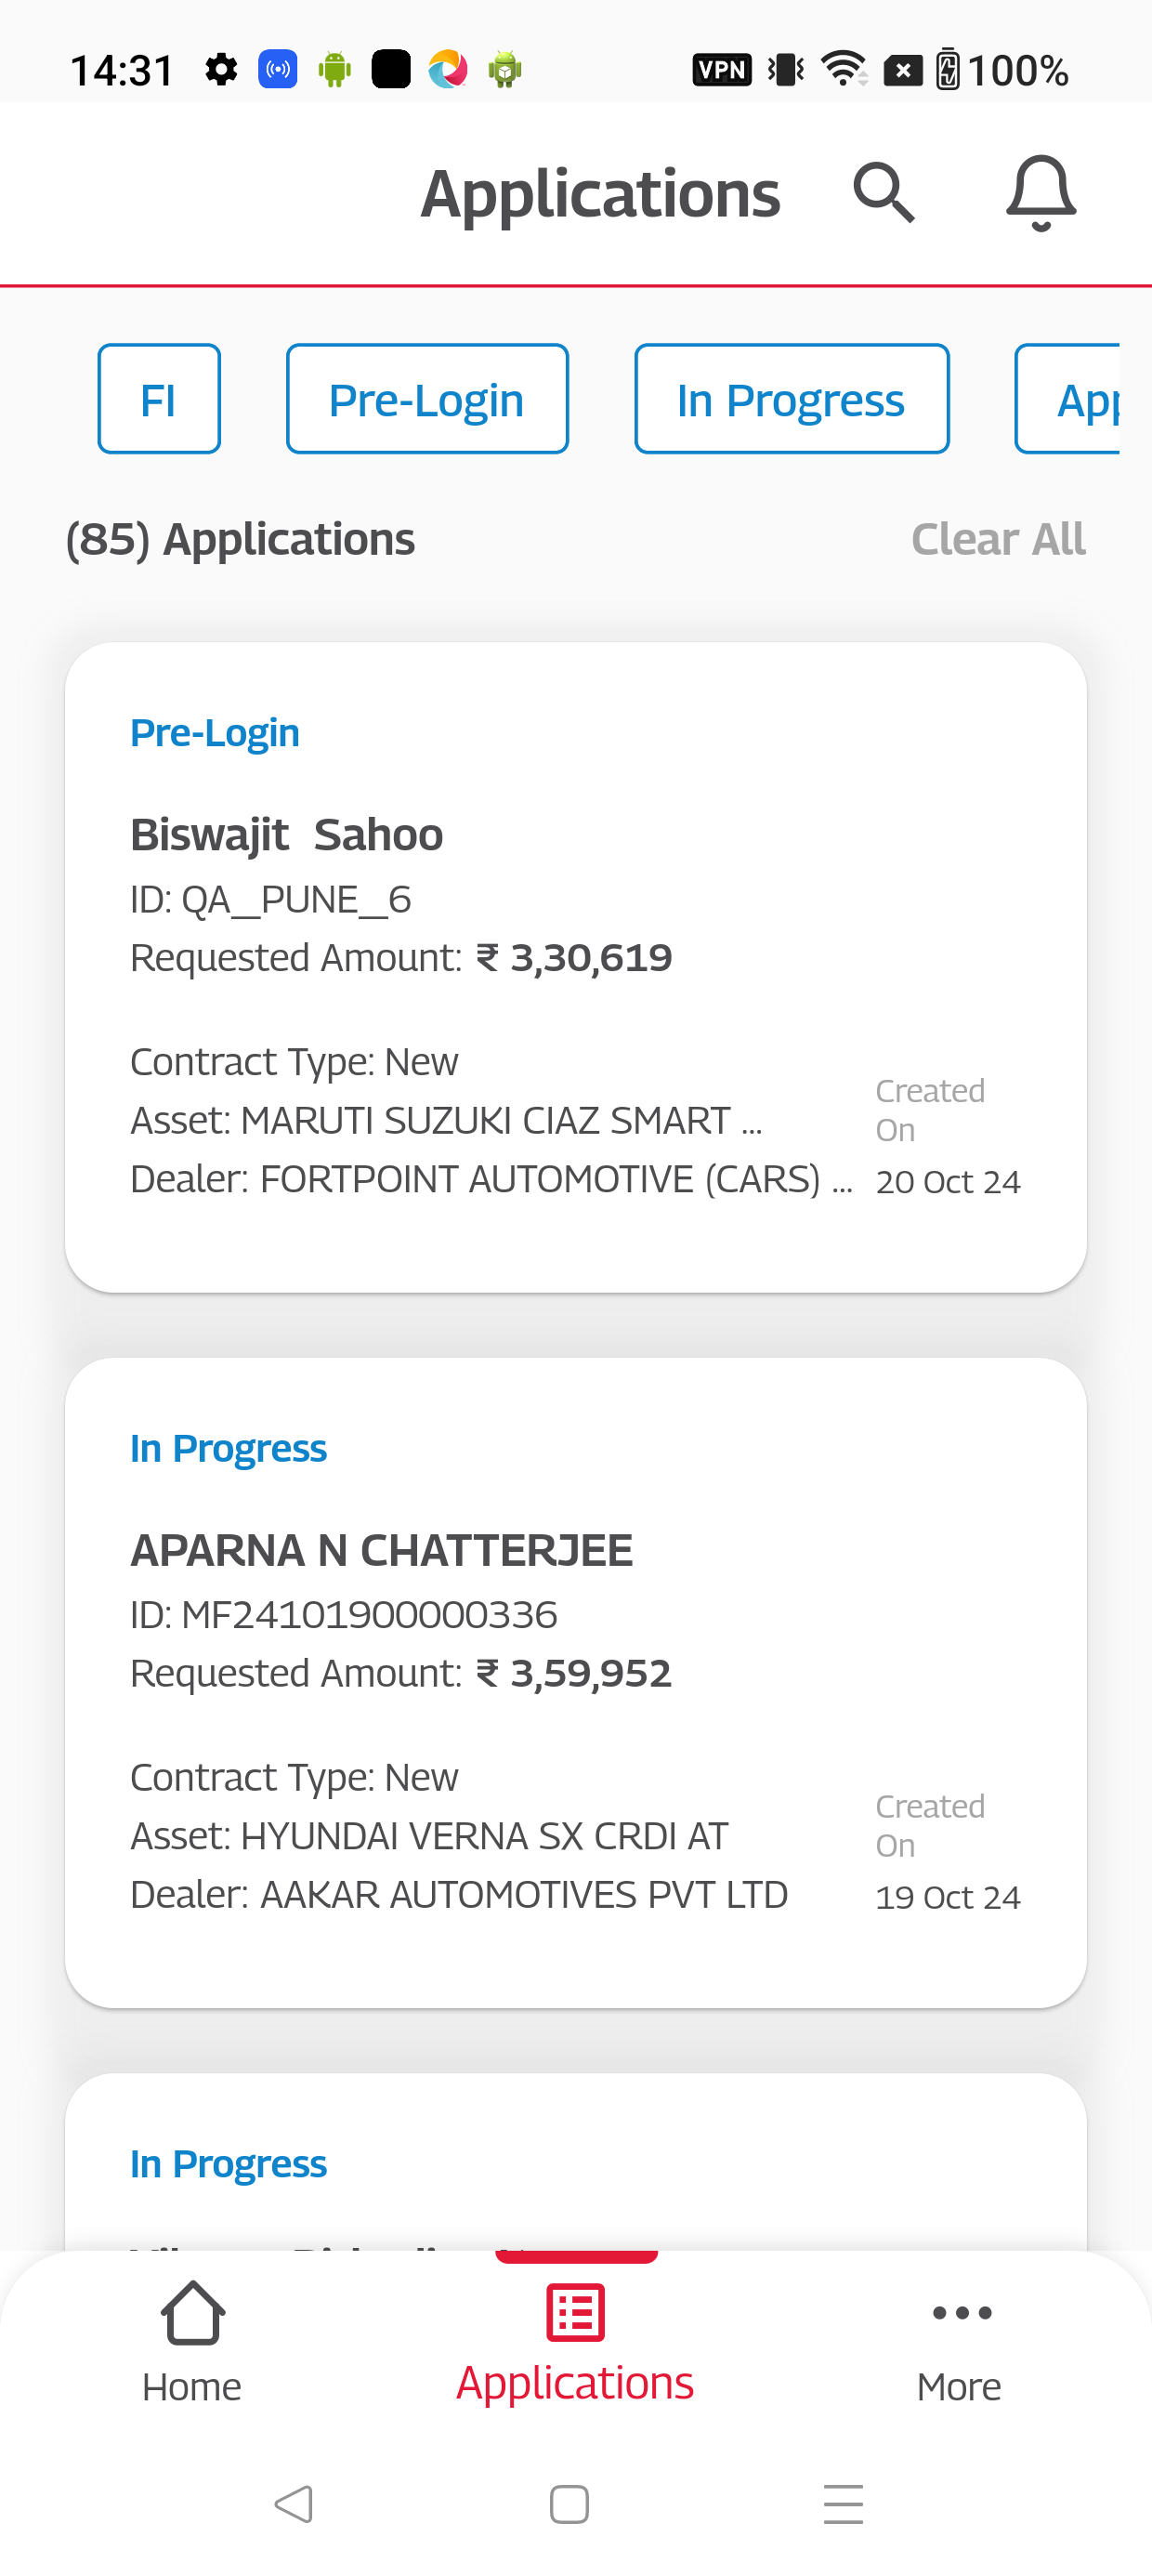 14:31
VPN
100%
Applications
FI
Pre-Login
In Progress
App
(85) Applications
Clear All
Pre-Login
Biswajit Sahoo
ID: QA_PUNE_6
Requested Amount: ₹ 3,30,619
Contract Type: New
Asset: MARUTI SUZUKI CIAZ SMART ...
Dealer: FORTPOINT AUTOMOTIVE (CARS) ...
Created
On
20 Oct 24
In Progress
APARNA N CHATTERJEE
ID: MF24101900000336
Requested Amount: ₹ 3,59,952
Contract Type: New
Asset: HYUNDAI VERNA SX CRDI AT
Dealer: AAKAR AUTOMOTIVES PVT LTD
Created
On
19 Oct 24
In Progress
Home
Applications
More